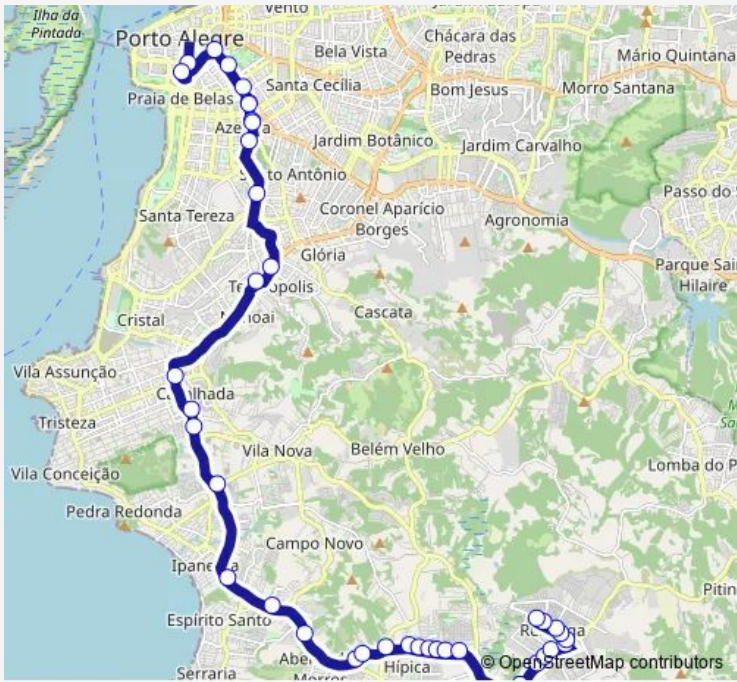 Vento
Ilha da
Pintada
Porto Alegre
Bela Vista
Chácara das
Pedras
Mário Quintana
Santa Cecília
Bom Jesus
Morro Santana
Praia de Belas
Jardim Botânico
Jardim Carvalho
Santo Antônio
Passo do
Santa Tereza
Coronel Aparício
Borges
Agronomia
Glória
Parque Sai
Hilaire
Cascata
Cristal
Vila Assunção
Tristeza
Vila Nova
Belém Velho
Lomba do P
Vila Conceição
Pedra Redonda
Campo Novo
Espírito Santo
Pitin
Hípica
Serraria
© OpenStreetMap contributors